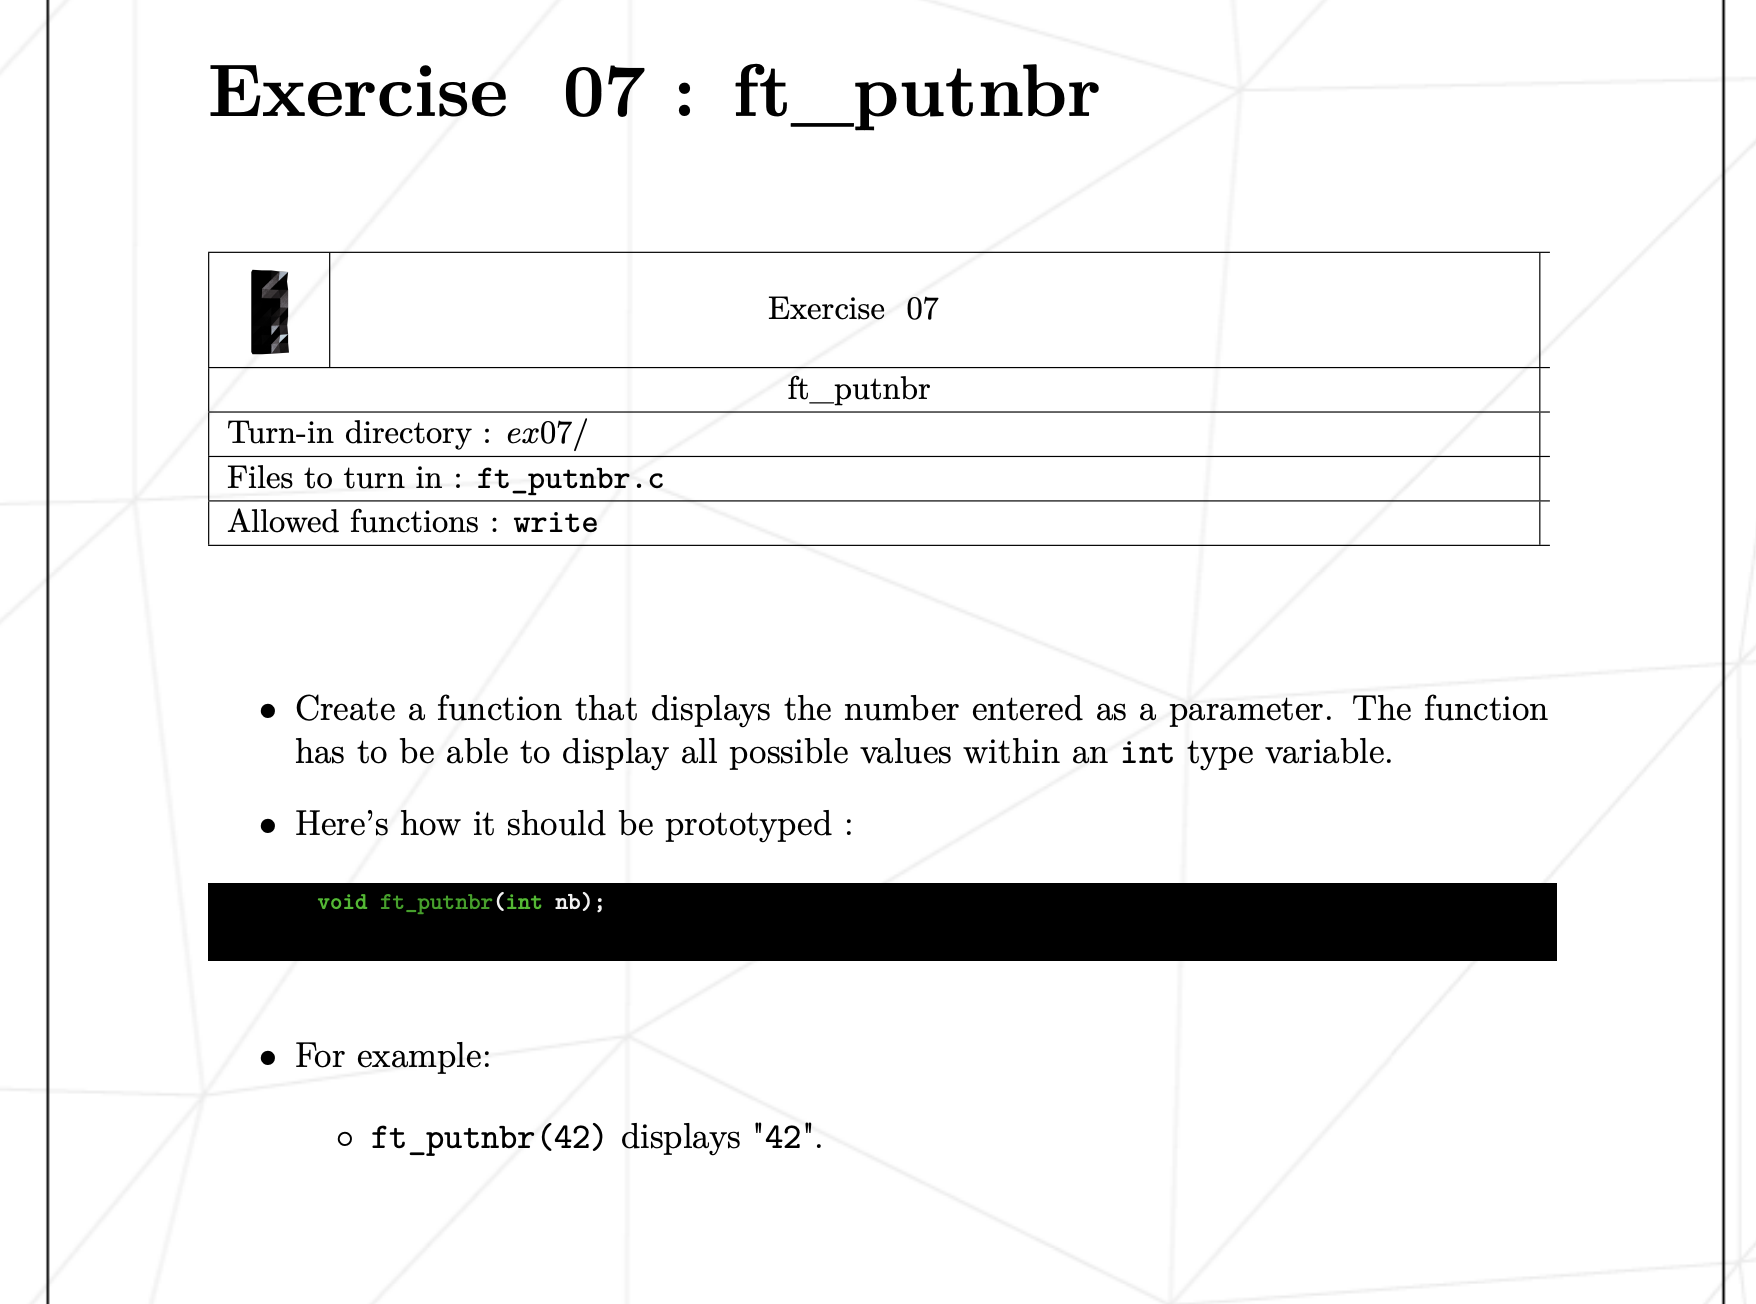 Exercise 07 : ft_putnbr
Exercise 07
ft_putnbr
Turn-in directory : ex07/
Files to turn in : ft_putnbr.c
Allowed functions : write
• Create a function that displays the number entered as a parameter. The function
has to be able to display all possible values within an int type variable.
• Here's how it should be prototyped :
void ft_putnbr(int nb);
• For example:
◦ ft_putnbr(42) displays "42".